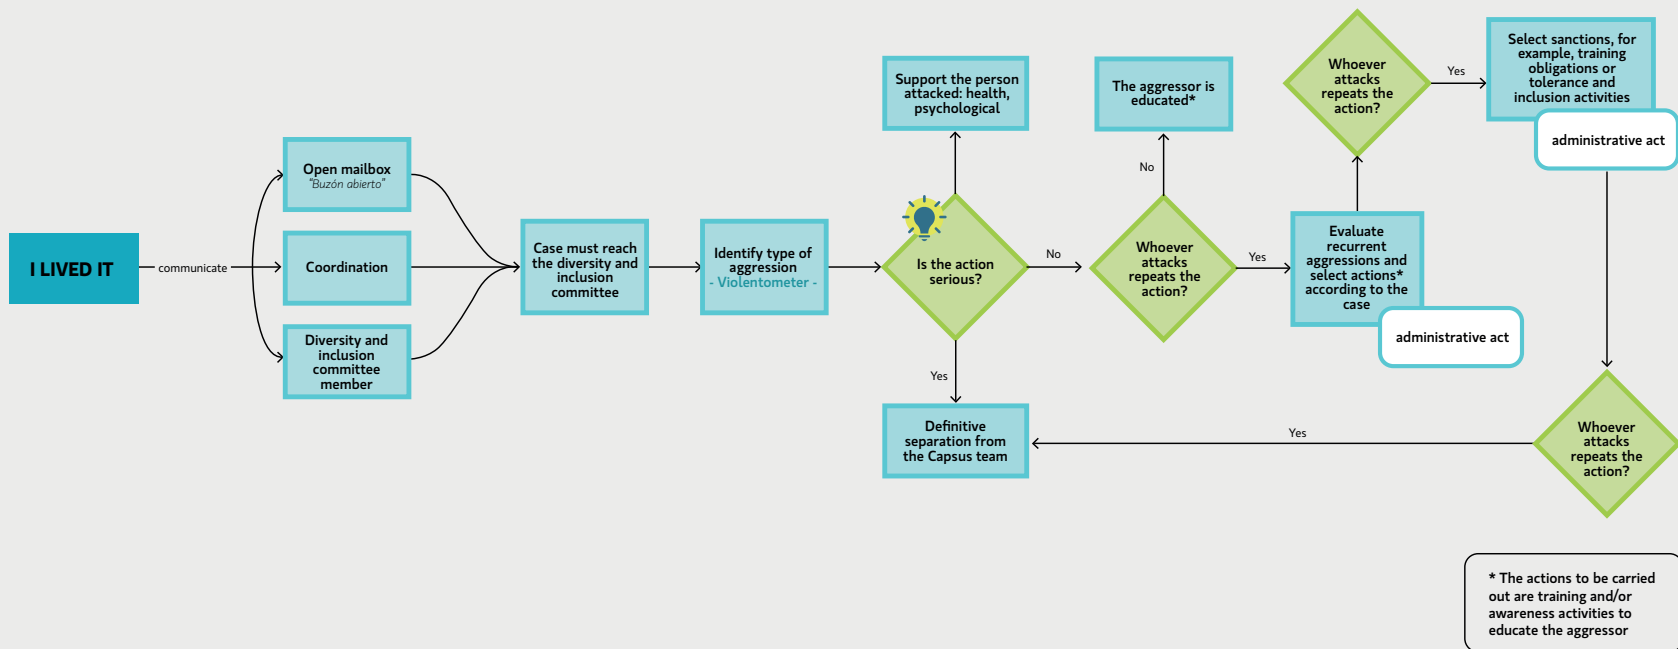 I LIVED IT
communicate
Open mailbox
"Buzón abierto"
Coordination
Diversity and
inclusion
committee
member
Case must reach
the diversity and
inclusion
committee
Identify type of
aggression
- Violentometer -
Support the person
attacked: health,
psychological
Is the action
serious?
Yes
Definitive
separation from
the Capsus team
No
The aggressor is
educated*
No
Whoever
attacks
repeats the
action?
Yes
Evaluate
recurrent
aggressions and
select actions*
according to the
case
administrative act
Whoever
attacks
repeats the
action?
Yes
Select sanctions, for
example, training
obligations or
tolerance and
inclusion activities
administrative act
Whoever
attacks
repeats the
action?
Yes
* The actions to be carried
out are training and/or
awareness activities to
educate the aggressor